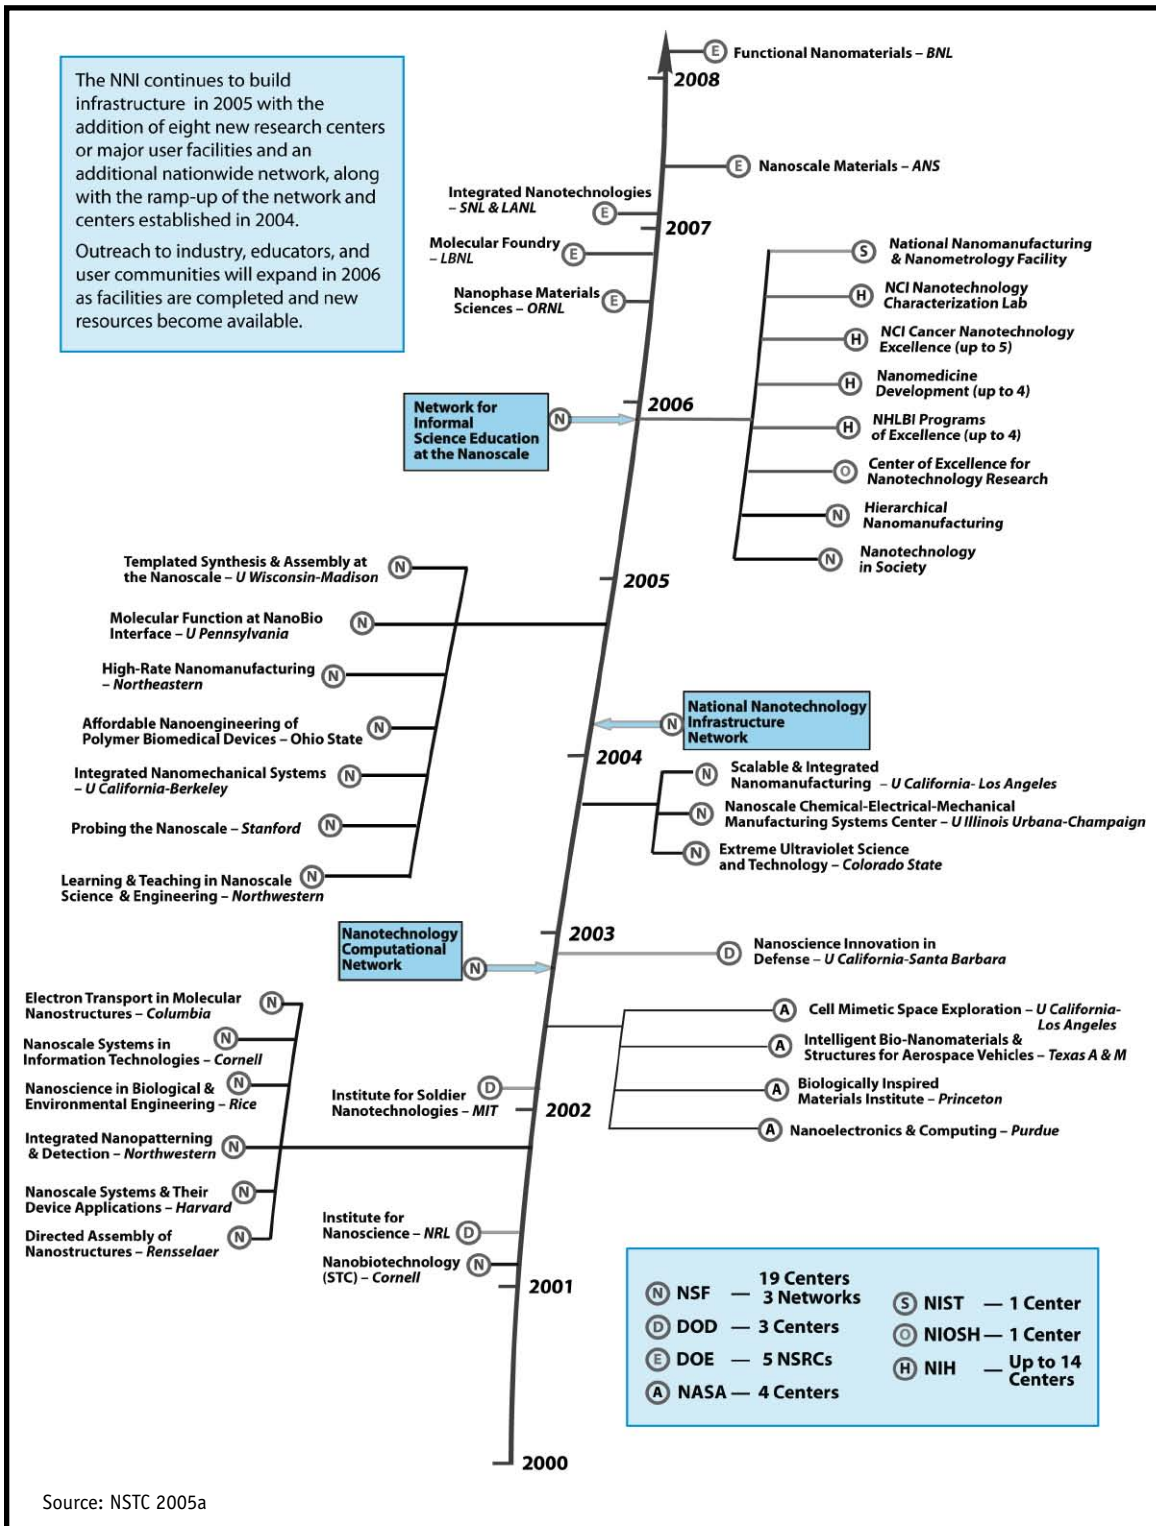 The NNI continues to build
infrastructure in 2005 with the
addition of eight new research centers
or major user facilities and an
additional nationwide network, along
with the ramp-up of the network and
centers established in 2004.
Outreach to industry, educators, and
user communities will expand in 2006
as facilities are completed and new
resources become available.
E Functional Nanomaterials – BNL
2008
E Nanoscale Materials – ANS
Integrated Nanotechnologies
– SNL & LANL
E
2007
Molecular Foundry
– LBNL
E
Nanophase Materials
Sciences – ORNL
E
S National Nanomanufacturing
& Nanometrology Facility
H NCI Nanotechnology
Characterization Lab
H NCI Cancer Nanotechnology
Excellence (up to 5)
H Nanomedicine
Development (up to 4)
H NHLBI Programs
of Excellence (up to 4)
O Center of Excellence for
Nanotechnology Research
N Hierarchical
Nanomanufacturing
N Nanotechnology
in Society
2006
Network for
Informal
Science Education
at the Nanoscale
N
2005
Templated Synthesis & Assembly at
the Nanoscale – U Wisconsin-Madison
N
Molecular Function at NanoBio
Interface – U Pennsylvania
N
High-Rate Nanomanufacturing
– Northeastern
N
Affordable Nanoengineering of
Polymer Biomedical Devices – Ohio State
N
Integrated Nanomechanical Systems
– U California-Berkeley
N
Probing the Nanoscale – Stanford
N
Learning & Teaching in Nanoscale
Science & Engineering – Northwestern
N
N National Nanotechnology
Infrastructure
Network
2004
N Scalable & Integrated
Nanomanufacturing – U California- Los Angeles
N Nanoscale Chemical-Electrical-Mechanical
Manufacturing Systems Center – U Illinois Urbana-Champaign
N Extreme Ultraviolet Science
and Technology – Colorado State
2003
Nanotechnology
Computational
Network
N
D Nanoscience Innovation in
Defense – U California-Santa Barbara
Electron Transport in Molecular
Nanostructures – Columbia
N
Nanoscale Systems in
Information Technologies – Cornell
N
Nanoscience in Biological &
Environmental Engineering – Rice
N
Integrated Nanopatterning
& Detection – Northwestern
N
Nanoscale Systems & Their
Device Applications – Harvard
N
Directed Assembly of
Nanostructures – Rensselaer
N
A Cell Mimetic Space Exploration – U California-
Los Angeles
A Intelligent Bio-Nanomaterials &
Structures for Aerospace Vehicles – Texas A & M
A Biologically Inspired
Materials Institute – Princeton
A Nanoelectronics & Computing – Purdue
Institute for Soldier
Nanotechnologies – MIT
D
2002
Institute for
Nanoscience – NRL
D
Nanobiotechnology
(STC) – Cornell
N
2001
N NSF — 19 Centers
3 Networks
D DOD — 3 Centers
E DOE — 5 NSRCs
A NASA — 4 Centers
S NIST — 1 Center
O NIOSH — 1 Center
H NIH — Up to 14
Centers
2000
Source: NSTC 2005a